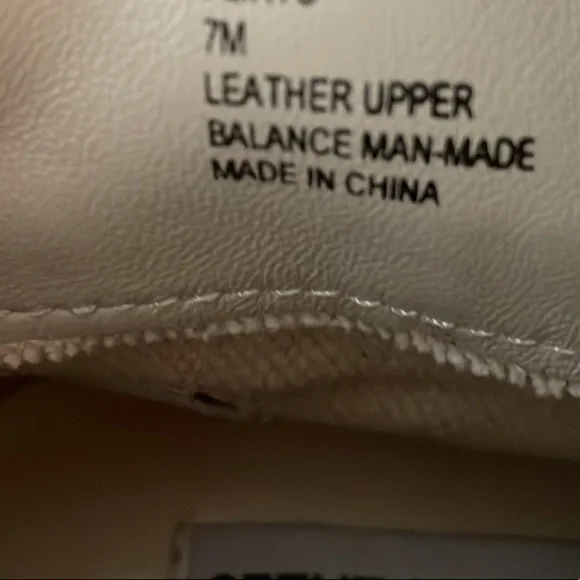 7M
LEATHER UPPER
BALANCE MAN-MADE
MADE IN CHINA